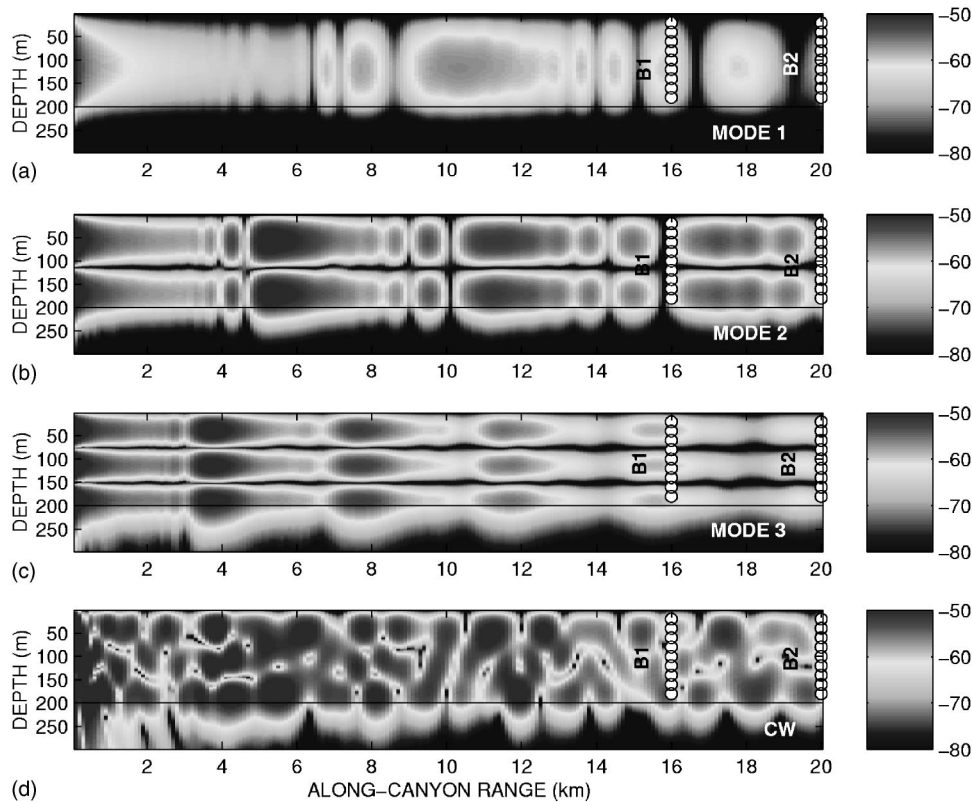 DEPTH (m)
50
100
150
200
250
B1
B2
MODE 1
−50
−60
−70
−80
(a)
2 4 6 8 10 12 14 16 18 20
DEPTH (m)
50
100
150
200
250
B1
B2
MODE 2
−50
−60
−70
−80
(b)
2 4 6 8 10 12 14 16 18 20
DEPTH (m)
50
100
150
200
250
B1
B2
MODE 3
−50
−60
−70
−80
(c)
2 4 6 8 10 12 14 16 18 20
DEPTH (m)
50
100
150
200
250
B1
B2
CW
−50
−60
−70
−80
(d)
2 4 6 8 10 12 14 16 18 20
ALONG−CANYON RANGE (km)